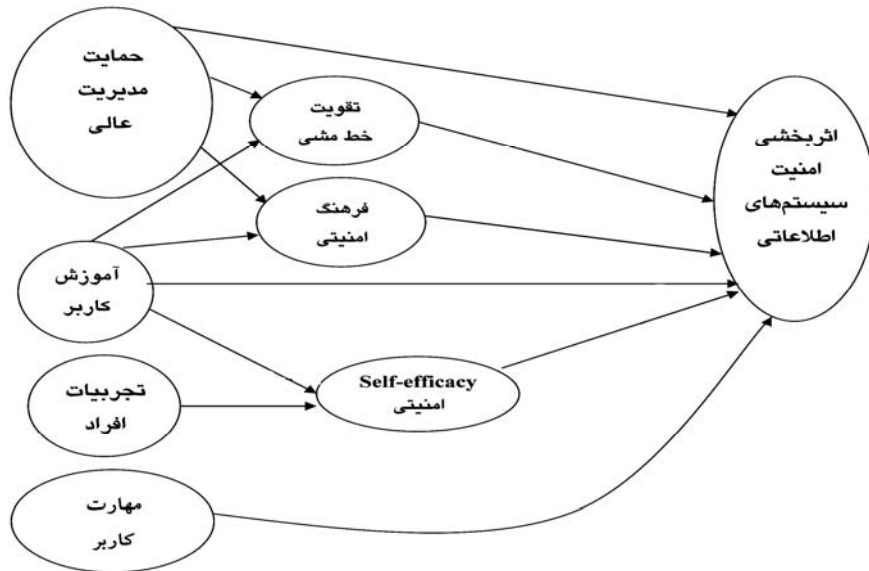 حمایت
مدیریت
عالی
تقویت
خط مشی
فرهنگ
امنیتی
اثربخشی
امنیت
سیستم‌های
اطلاعاتی
آموزش
کاربر
Self-efficacy
امنیتی
تجربیات
افراد
مهارت
کاربر